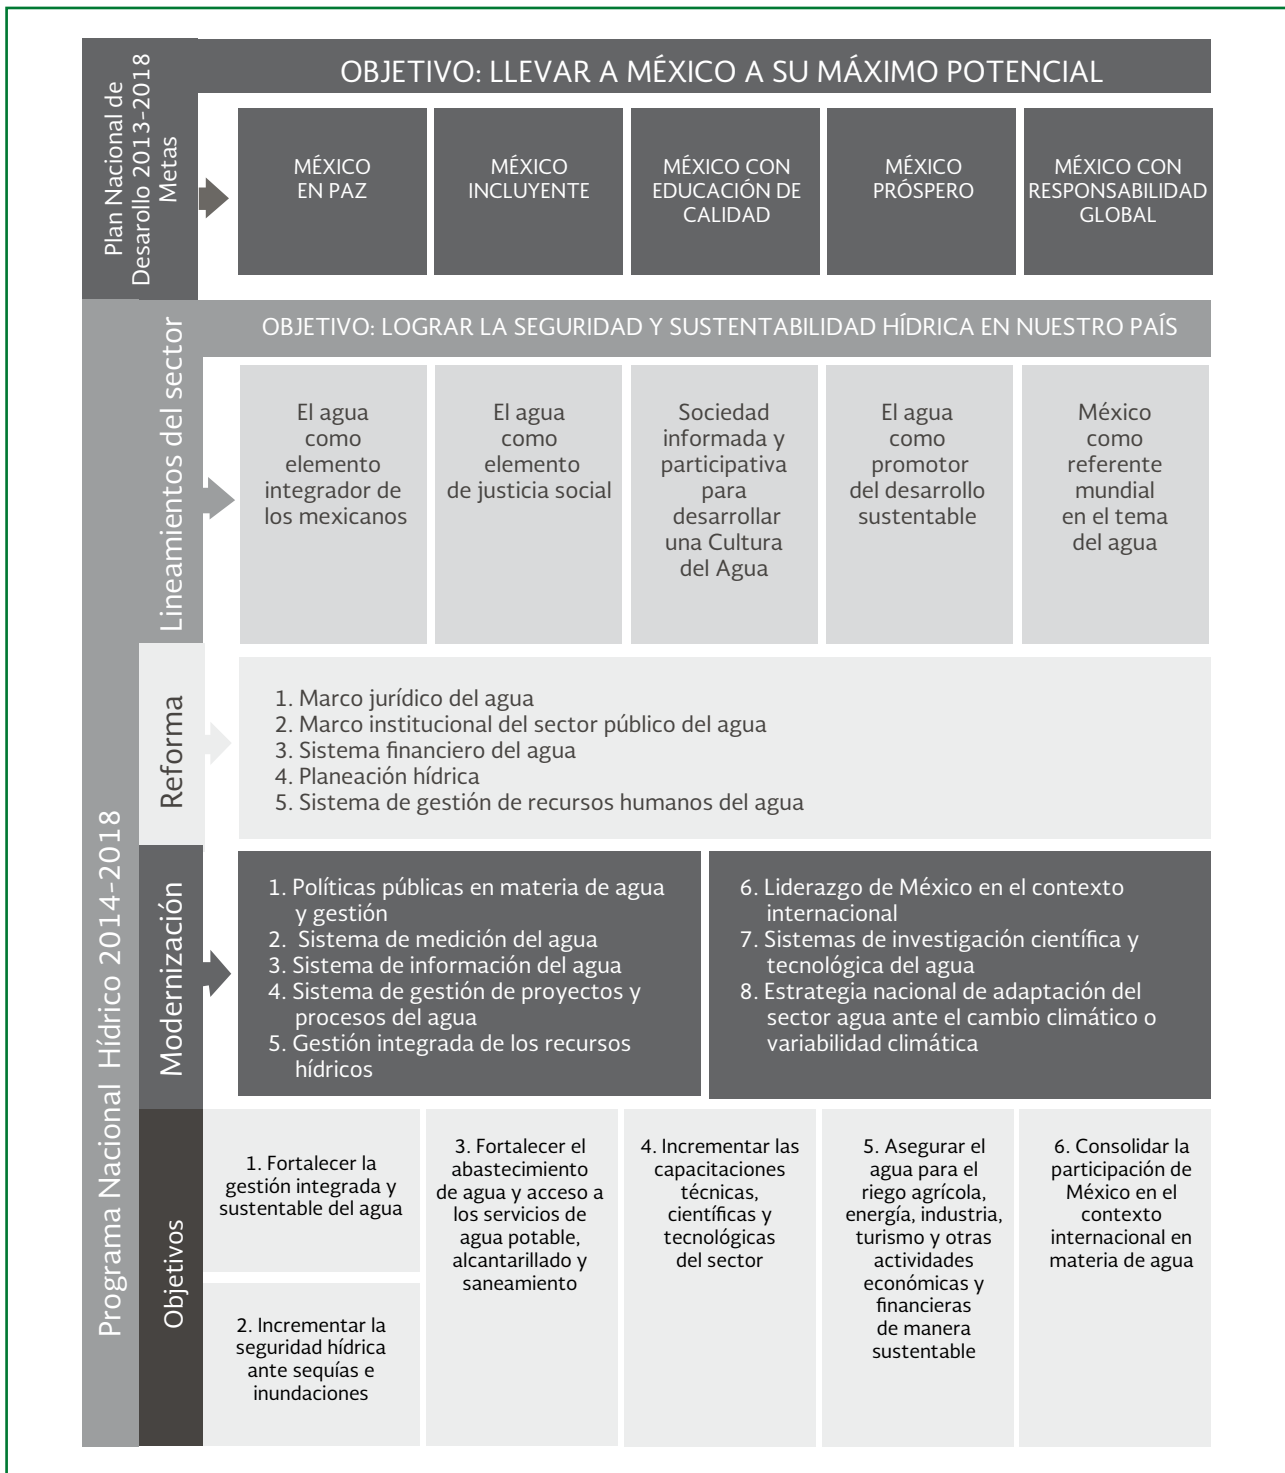 Plan Nacional de
Desarollo 2013-2018
Metas
OBJETIVO: LLEVAR A MÉXICO A SU MÁXIMO POTENCIAL
MÉXICO
EN PAZ
MÉXICO
INCLUYENTE
MÉXICO CON
EDUCACIÓN DE
CALIDAD
MÉXICO
PRÓSPERO
MÉXICO CON
RESPONSABILIDAD
GLOBAL
Programa Nacional Hídrico 2014-2018
Lineamientos del sector
OBJETIVO: LOGRAR LA SEGURIDAD Y SUSTENTABILIDAD HÍDRICA EN NUESTRO PAÍS
El agua
como
elemento
integrador de
los mexicanos
El agua
como
elemento
de justicia social
Sociedad
informada y
participativa
para
desarrollar
una Cultura
del Agua
El agua
como
promotor
del desarrollo
sustentable
México
como
referente
mundial
en el tema
del agua
Reforma
1. Marco jurídico del agua
2. Marco institucional del sector público del agua
3. Sistema financiero del agua
4. Planeación hídrica
5. Sistema de gestión de recursos humanos del agua
Modernización
1. Políticas públicas en materia de agua
y gestión
2. Sistema de medición del agua
3. Sistema de información del agua
4. Sistema de gestión de proyectos y
procesos del agua
5. Gestión integrada de los recursos
hídricos
6. Liderazgo de México en el contexto
internacional
7. Sistemas de investigación científica y
tecnológica del agua
8. Estrategia nacional de adaptación del
sector agua ante el cambio climático o
variabilidad climática
Objetivos
1. Fortalecer la
gestión integrada y
sustentable del agua
2. Incrementar la
seguridad hídrica
ante sequías e
inundaciones
3. Fortalecer el
abastecimiento
de agua y acceso a
los servicios de
agua potable,
alcantarillado y
saneamiento
4. Incrementar las
capacitaciones
técnicas,
científicas y
tecnológicas
del sector
5. Asegurar el
agua para el
riego agrícola,
energía, industria,
turismo y otras
actividades
económicas y
financieras
de manera
sustentable
6. Consolidar la
participación de
México en el
contexto
internacional en
materia de agua